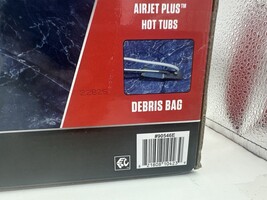 AIRJET PLUS™
HOT TUBS
DEBRIS BAG
#90546E